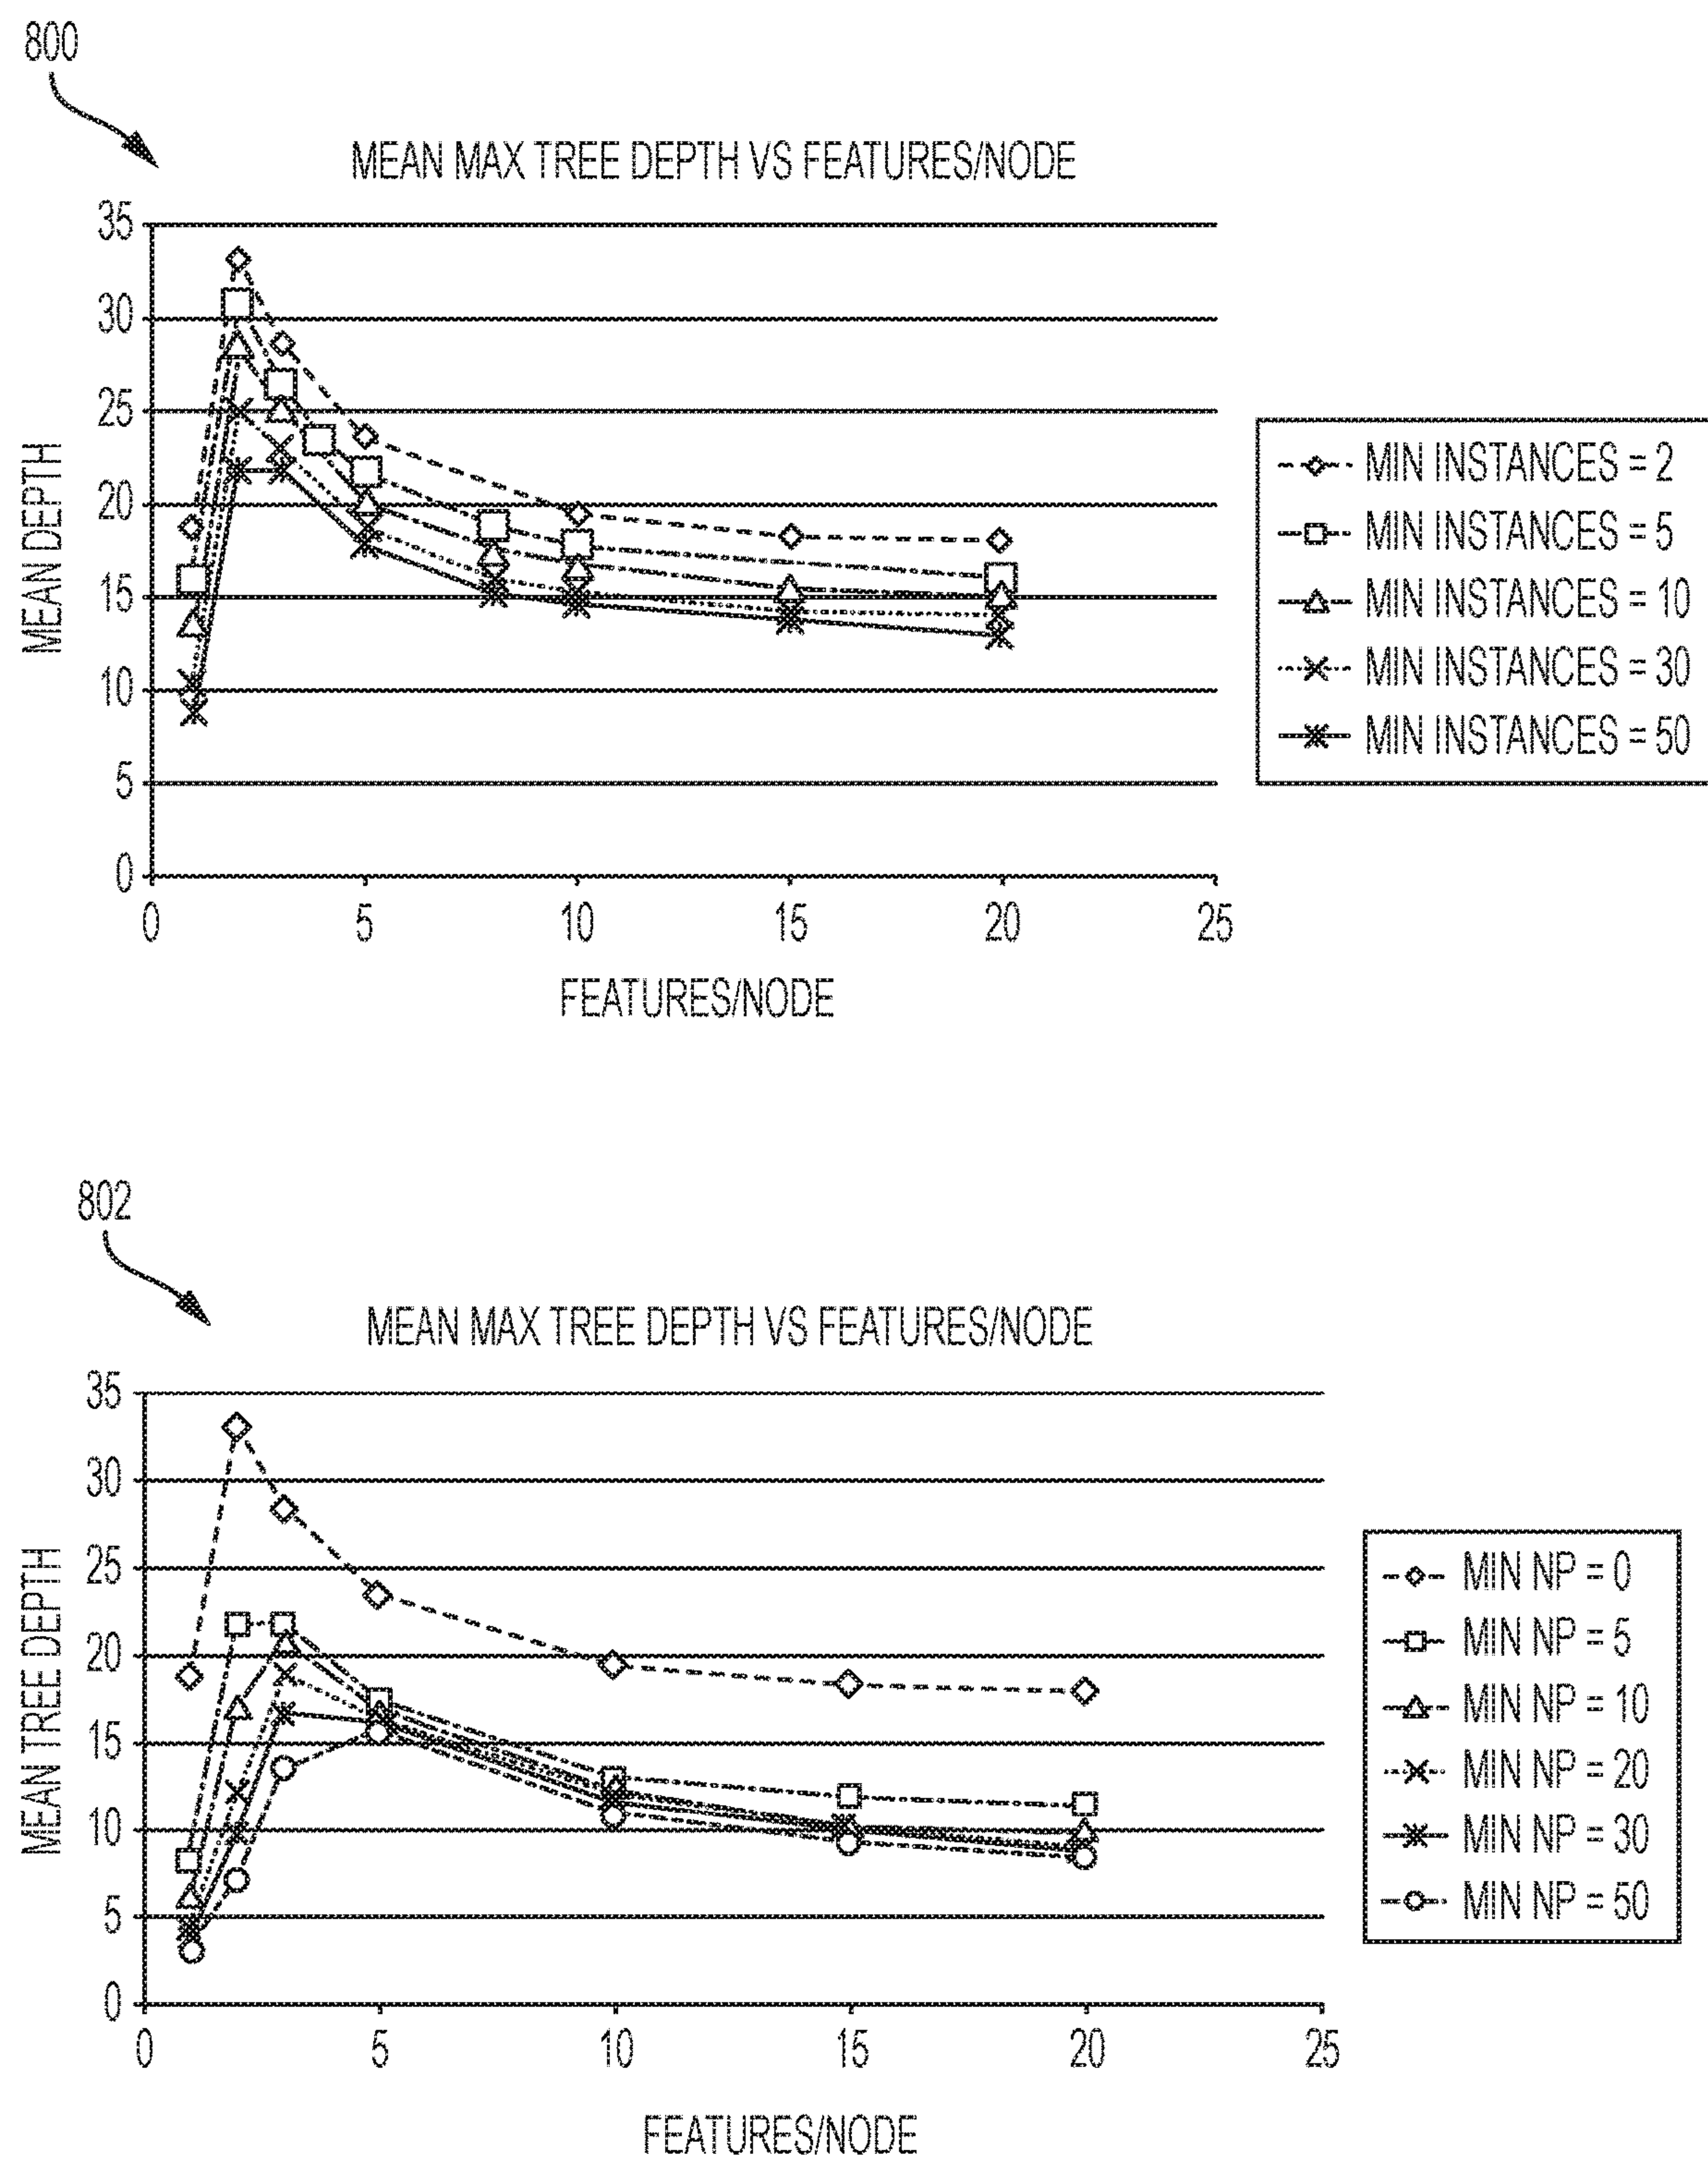 800
MEAN MAX TREE DEPTH VS FEATURES/NODE
35
30
25
20
15
10
5
0
MEAN DEPTH
0 5 10 15 20 25
FEATURES/NODE
MIN INSTANCES = 2
MIN INSTANCES = 5
MIN INSTANCES = 10
MIN INSTANCES = 30
MIN INSTANCES = 50
802
MEAN MAX TREE DEPTH VS FEATURES/NODE
35
30
25
20
15
10
5
0
MEAN TREE DEPTH
0 5 10 15 20 25
FEATURES/NODE
MIN NP = 0
MIN NP = 5
MIN NP = 10
MIN NP = 20
MIN NP = 30
MIN NP = 50